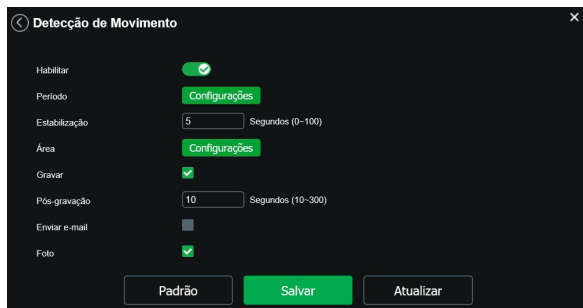 Detecção de Movimento
Habilitar
Período Configurações
Estabilização 5 Segundos (0~100)
Área Configurações
Gravar
Pós-gravação 10 Segundos (10~300)
Enviar e-mail
Foto
Padrão Salvar Atualizar